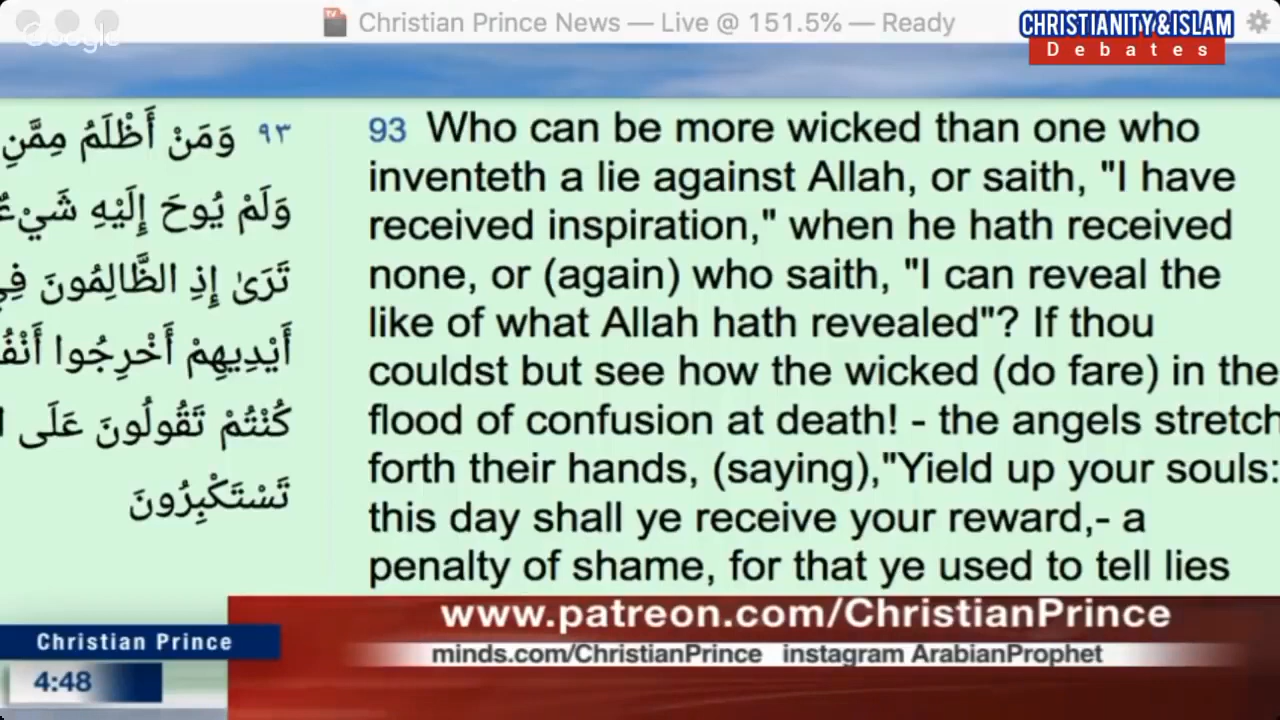 Google
Christian Prince News — Live @ 151.5% — Ready
CHRISTIANITY & ISLAM
Debates
٩٣ وَمَنْ أَظْلَمُ مِمَّنِ
وَلَمْ يُوحَ إِلَيْهِ شَيْءٌ
تَرَىٰ إِذِ الظَّالِمُونَ فِي
أَيْدِيهِمْ أَخْرِجُوا
كُنْتُمْ تَقُولُونَ عَلَى
تَسْتَكْبِرُونَ
93 Who can be more wicked than one who
inventeth a lie against Allah, or saith, "I have
received inspiration," when he hath received
none, or (again) who saith, "I can reveal the
like of what Allah hath revealed"? If thou
couldst but see how the wicked (do fare) in the
flood of confusion at death! - the angels stretch
forth their hands, (saying),"Yield up your souls:
this day shall ye receive your reward,- a
penalty of shame, for that ye used to tell lies
www.patreon.com/ChristianPrince
Christian Prince
minds.com/ChristianPrince instagram ArabianProphet
4:48